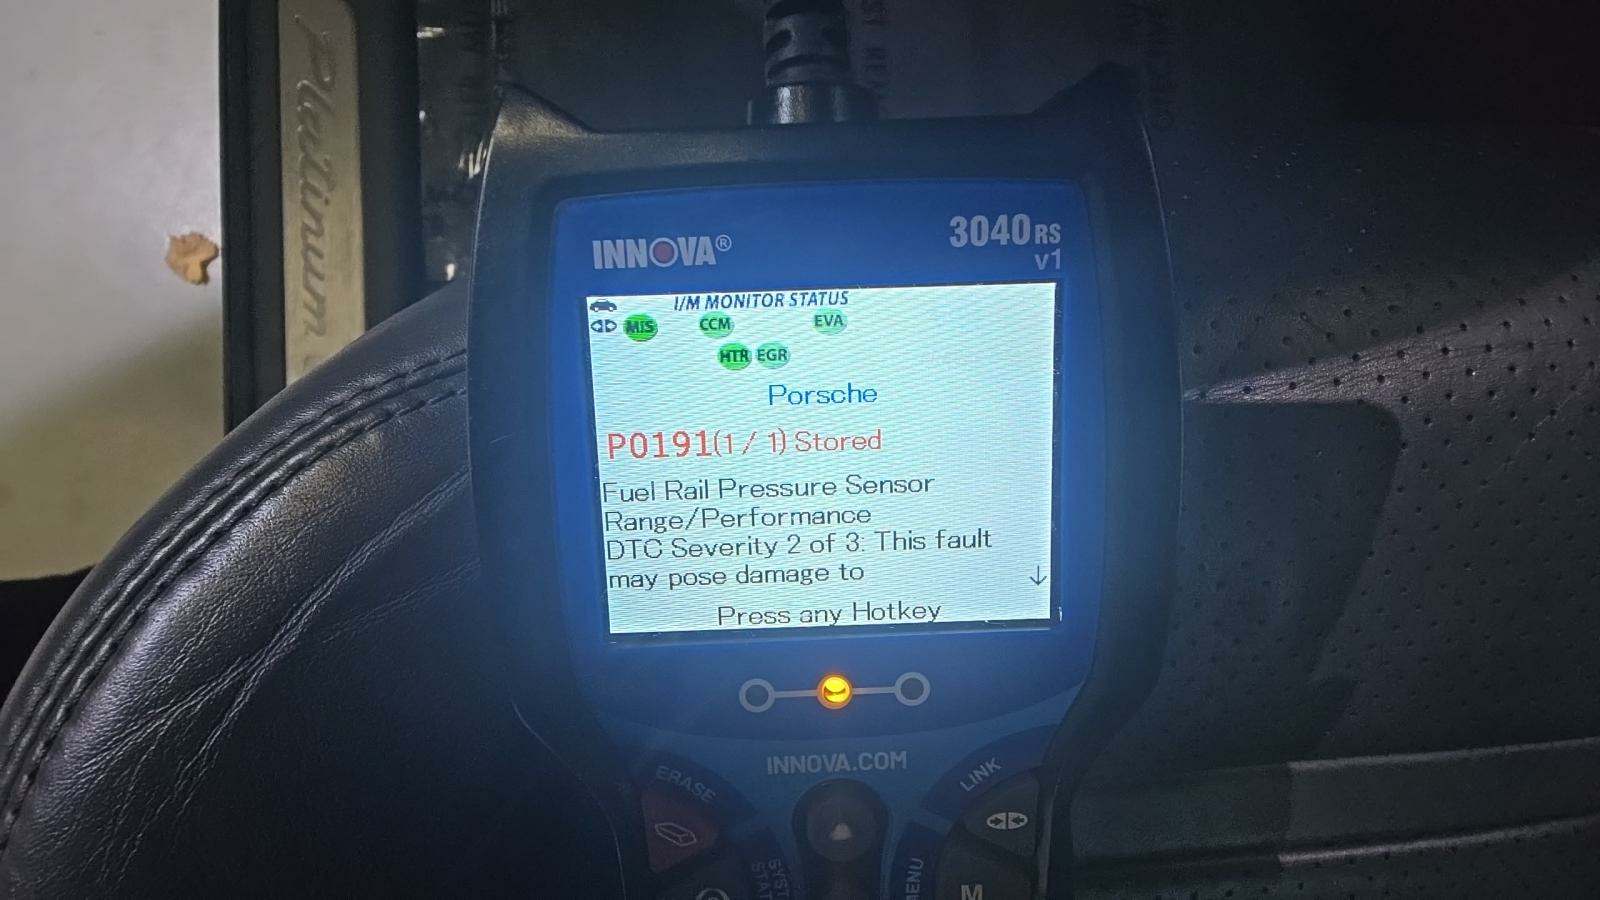 Platinum
INNOVA®
3040RS
v1
I/M MONITOR STATUS
MIS CCM EVA
HTR EGR
Porsche
P0191(1 / 1) Stored
Fuel Rail Pressure Sensor
Range/Performance
DTC Severity 2 of 3. This fault
may pose damage to
Press any Hotkey
INNOVA.COM
ERASE
LINK
MENU
M